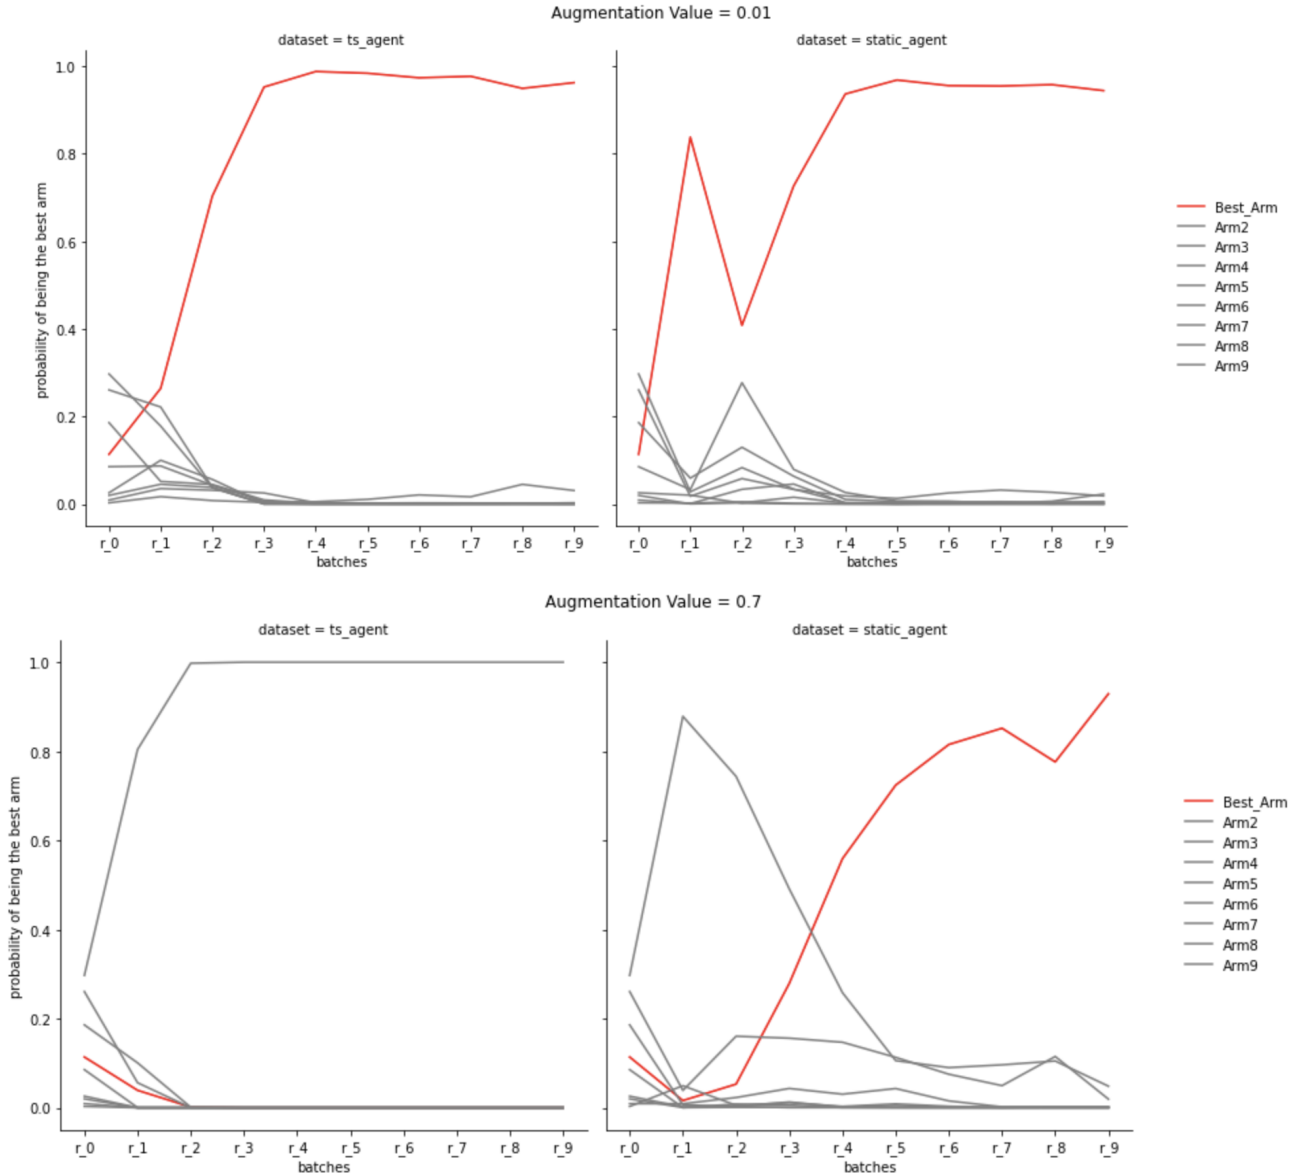 Augmentation Value = 0.01
dataset = ts_agent
dataset = static_agent
probability of being the best arm
1.0
0.8
0.6
0.4
0.2
0.0
r_0 r_1 r_2 r_3 r_4 r_5 r_6 r_7 r_8 r_9
batches
r_0 r_1 r_2 r_3 r_4 r_5 r_6 r_7 r_8 r_9
batches
Best_Arm
Arm2
Arm3
Arm4
Arm5
Arm6
Arm7
Arm8
Arm9
Augmentation Value = 0.7
dataset = ts_agent
dataset = static_agent
probability of being the best arm
1.0
0.8
0.6
0.4
0.2
0.0
r_0 r_1 r_2 r_3 r_4 r_5 r_6 r_7 r_8 r_9
batches
r_0 r_1 r_2 r_3 r_4 r_5 r_6 r_7 r_8 r_9
batches
Best_Arm
Arm2
Arm3
Arm4
Arm5
Arm6
Arm7
Arm8
Arm9